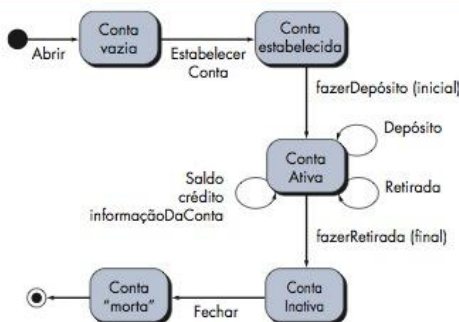 Abrir
Conta
vazia
Estabelecer
Conta
Conta
estabelecida
fazerDepósito (inicial)
Depósito
Conta
Ativa
Saldo
crédito
informaçãoDaConta
Retirada
fazerRetirada (final)
Conta
Inativa
Fechar
Conta
"morta"